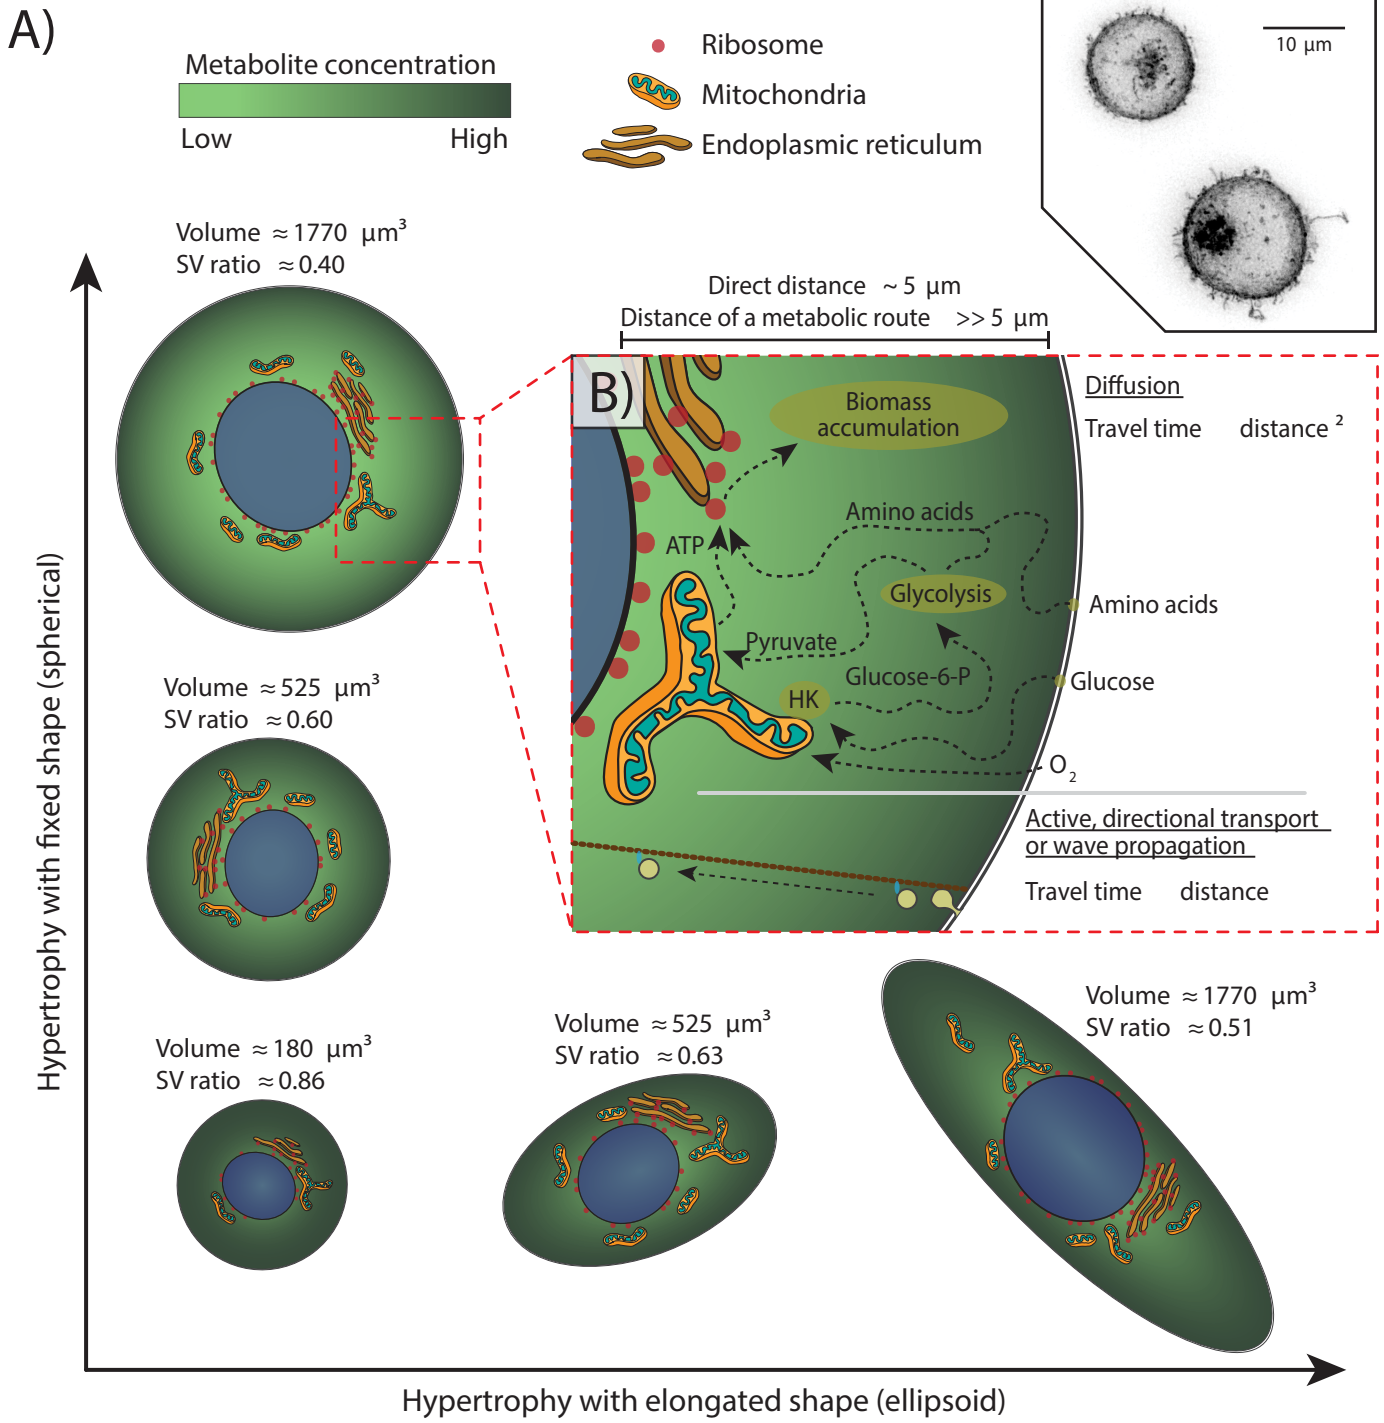 A)
Metabolite concentration
Low High
Ribosome
Mitochondria
Endoplasmic reticulum
10 µm
Volume ≈ 1770 µm³
SV ratio ≈ 0.40
Direct distance ~ 5 µm
Distance of a metabolic route >> 5 µm
B)
Biomass
accumulation
Diffusion
Travel time distance ²
Amino acids
ATP
Glycolysis
Amino acids
Pyruvate
Glucose-6-P
HK
Glucose
O₂
Active, directional transport
or wave propagation
Travel time distance
Volume ≈ 525 µm³
SV ratio ≈ 0.60
Volume ≈ 180 µm³
SV ratio ≈ 0.86
Volume ≈ 525 µm³
SV ratio ≈ 0.63
Volume ≈ 1770 µm³
SV ratio ≈ 0.51
Hypertrophy with fixed shape (spherical)
Hypertrophy with elongated shape (ellipsoid)